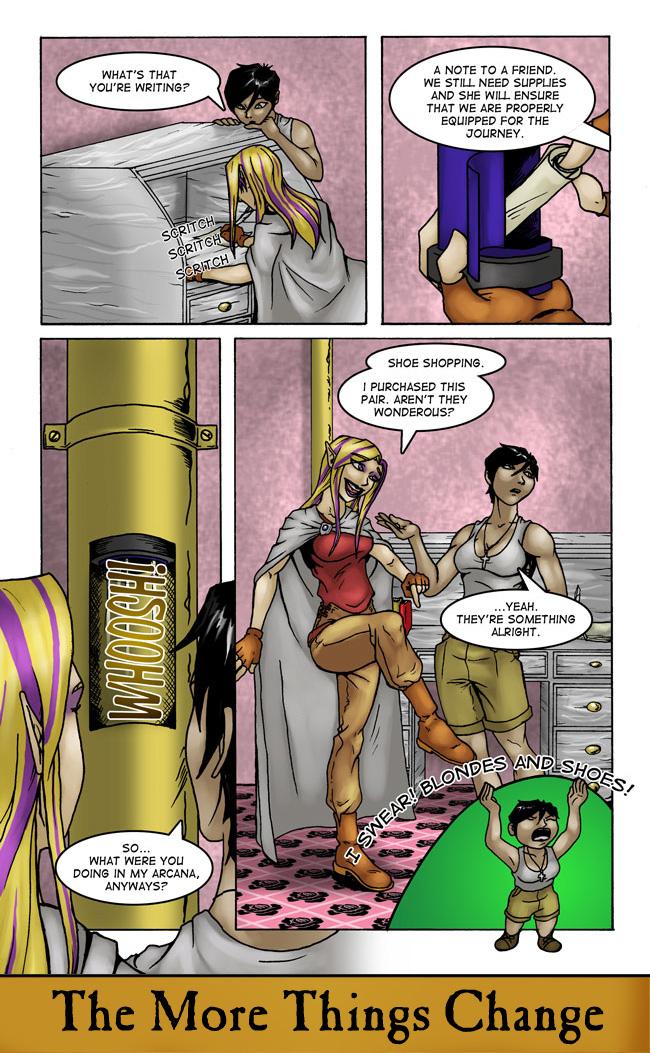 WHAT'S THAT
YOU'RE WRITING?
SCRITCH
SCRITCH
SCRITCH
A NOTE TO A FRIEND.
WE STILL NEED SUPPLIES
AND SHE WILL ENSURE
THAT WE ARE PROPERLY
EQUIPPED FOR THE
JOURNEY.
WHOOSH!
SO...
WHAT WERE YOU
DOING IN MY ARCANA,
ANYWAYS?
SHOE SHOPPING.
I PURCHASED THIS
PAIR. AREN'T THEY
WONDEROUS?
...YEAH.
THEY'RE SOMETHING
ALRIGHT.
I SWEAR! BLONDES AND SHOES!
The More Things Change